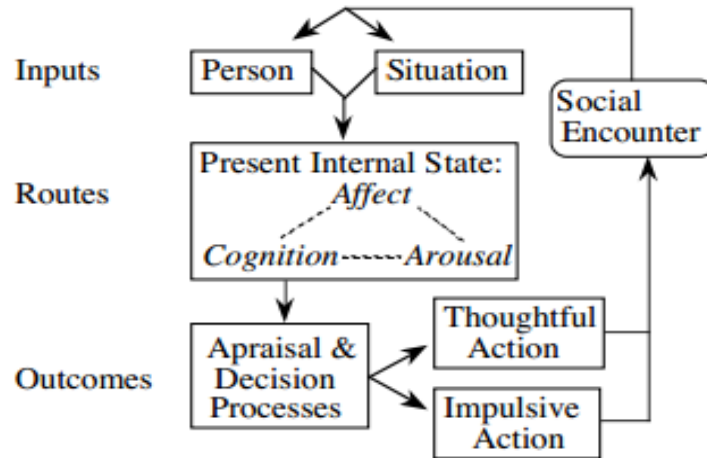 Inputs
Person
Situation
Social
Encounter
Routes
Present Internal State:
Affect
Cognition
Arousal
Outcomes
Apraisal &
Decision
Processes
Thoughtful
Action
Impulsive
Action